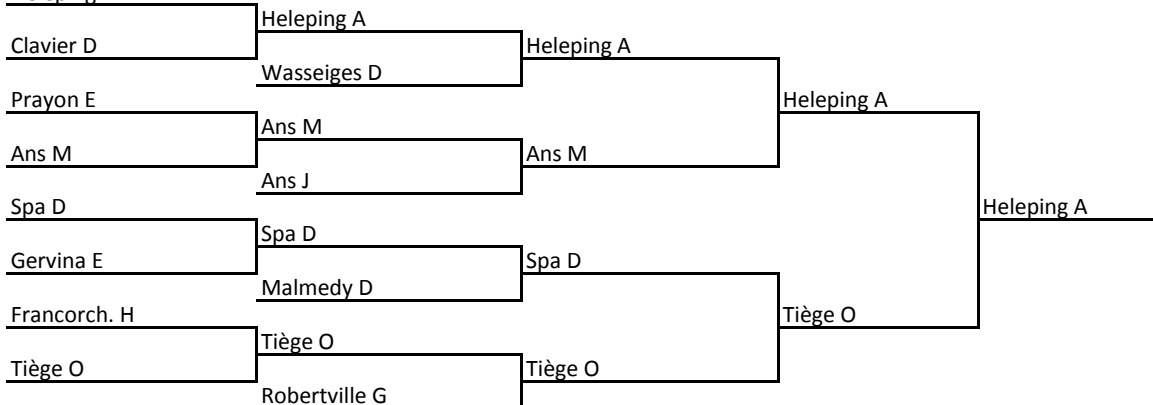 Heleping A
Clavier D
Heleping A
Wasseiges D
Prayon E
Heleping A
Ans M
Ans M
Ans J
Ans M
Spa D
Heleping A
Spa D
Gervina E
Spa D
Malmedy D
Francorch. H
Tiège O
Tiège O
Tiège O
Tiège O
Robertville G